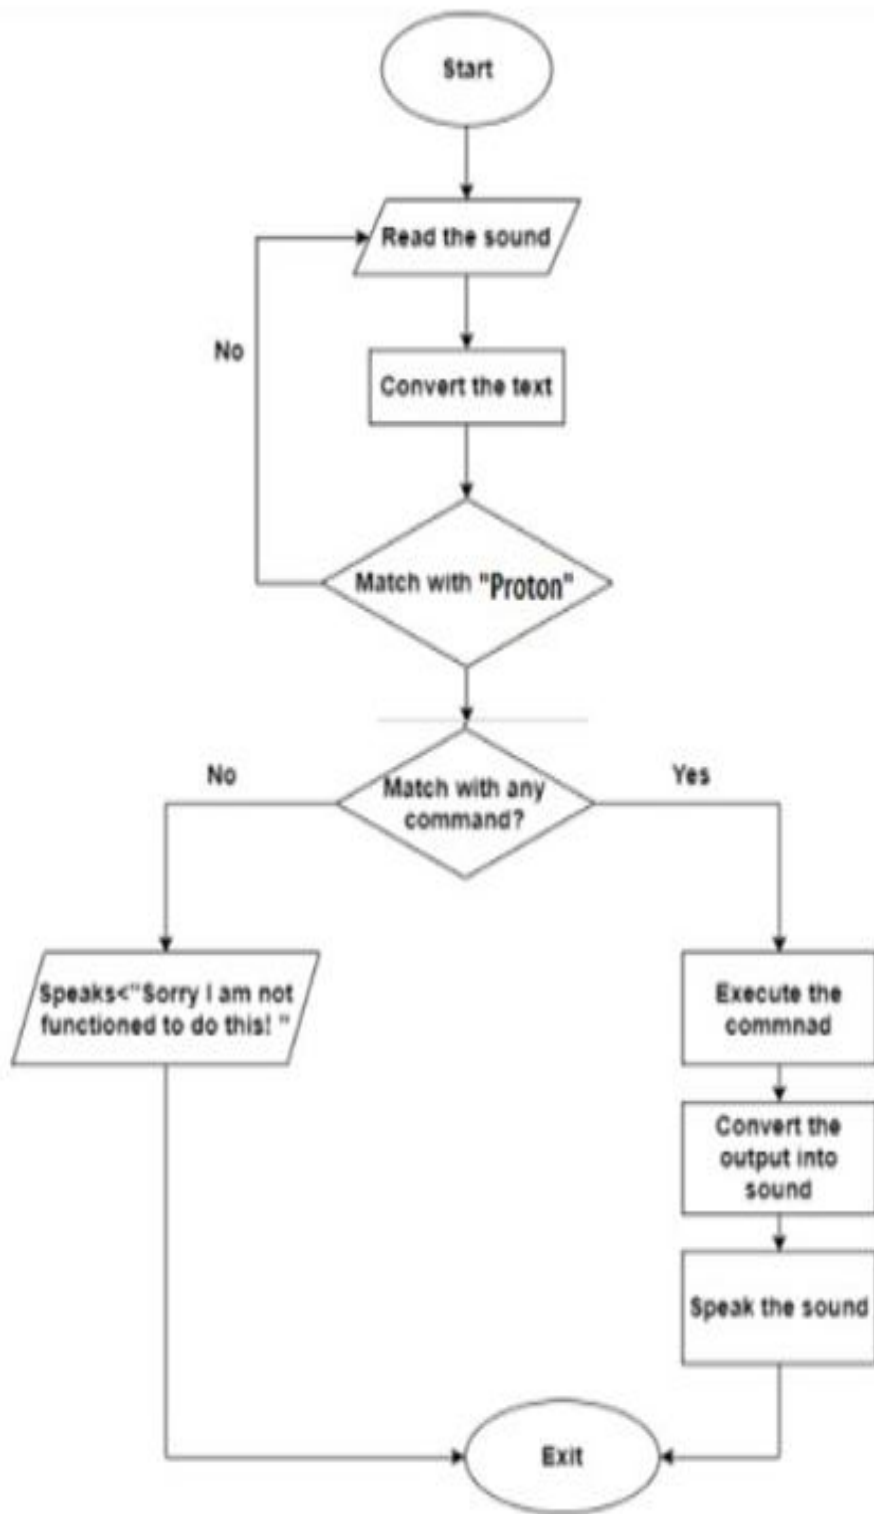 Start
Read the sound
No
Convert the text
Match with "Proton"
No
Match with any
command?
Yes
Speaks<"Sorry I am not
functioned to do this! "
Execute the
commnad
Convert the
output into
sound
Speak the sound
Exit